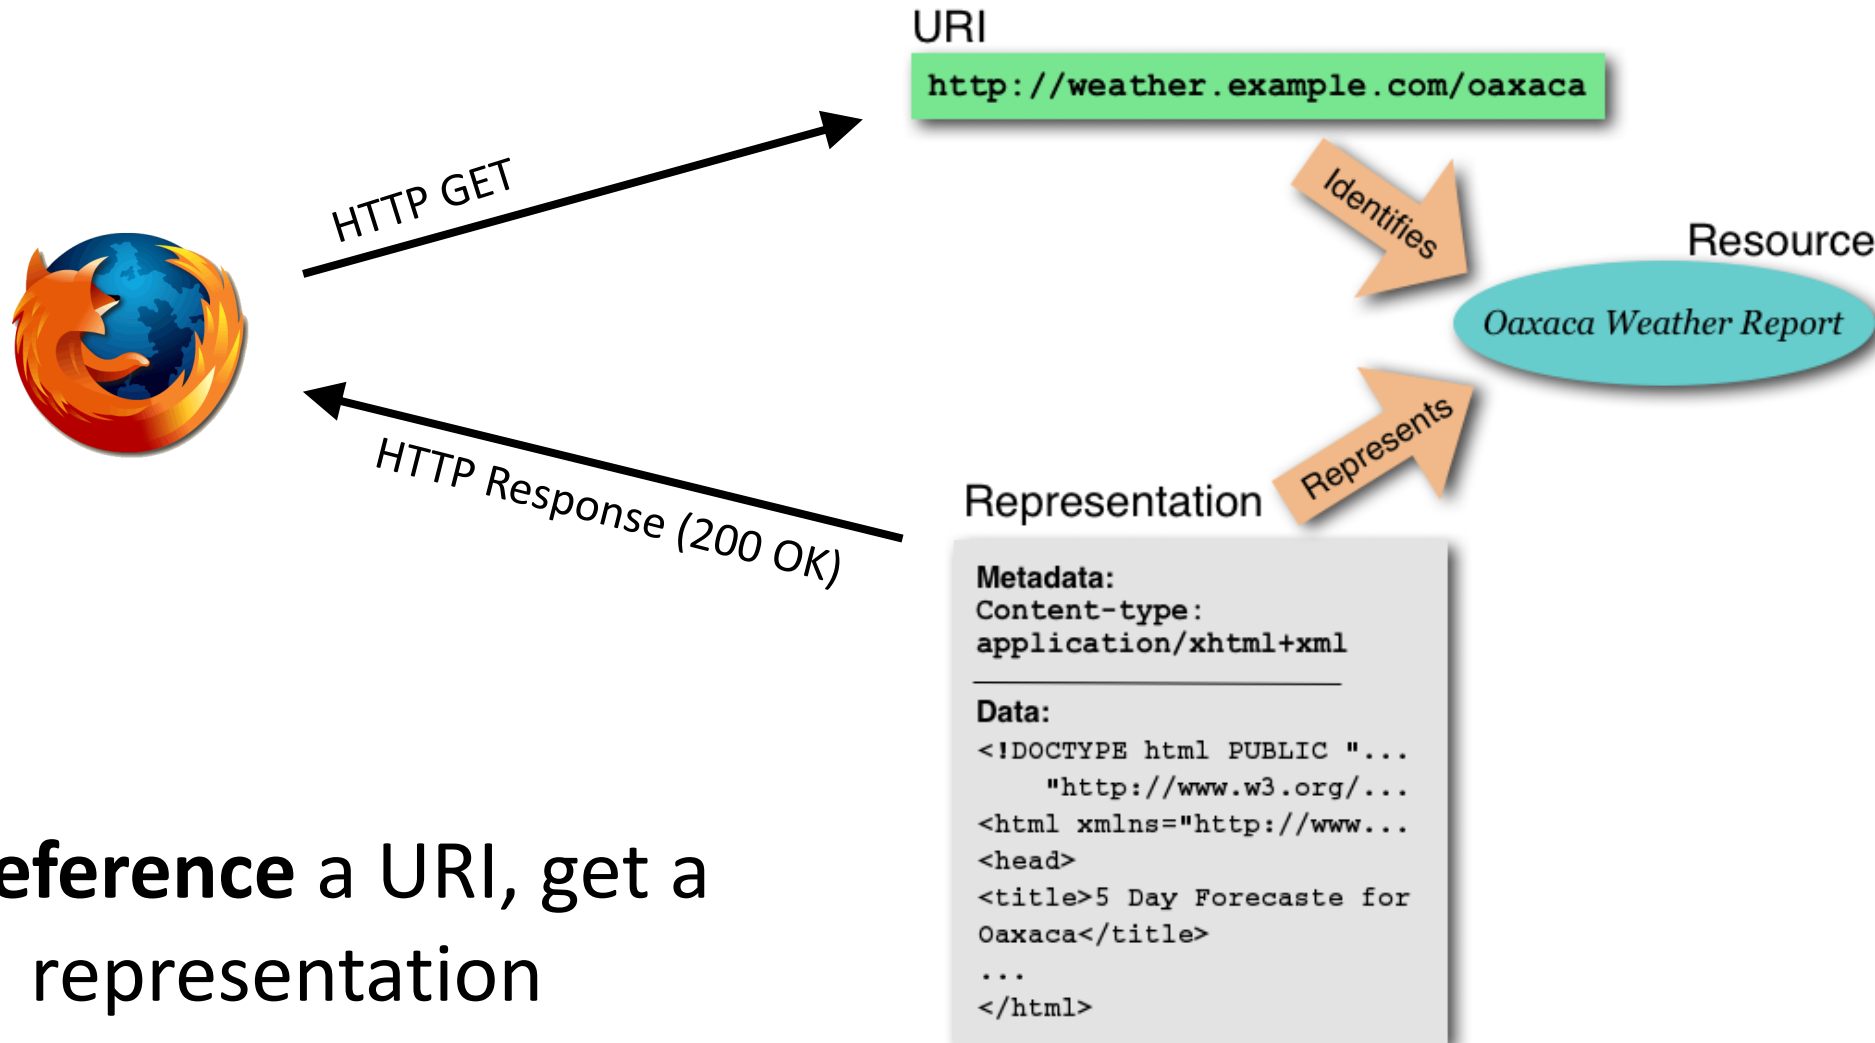 URI
http://weather.example.com/oaxaca
HTTP GET
Identifies
Resource
Oaxaca Weather Report
Represents
HTTP Response (200 OK)
Representation
Metadata:
Content-type:
application/xhtml+xml
Data:
<!DOCTYPE html PUBLIC "...
"http://www.w3.org/...
<html xmlns="http://www...
<head>
<title>5 Day Forecaste for
Oaxaca</title>
...
</html>
eference a URI, get a
representation